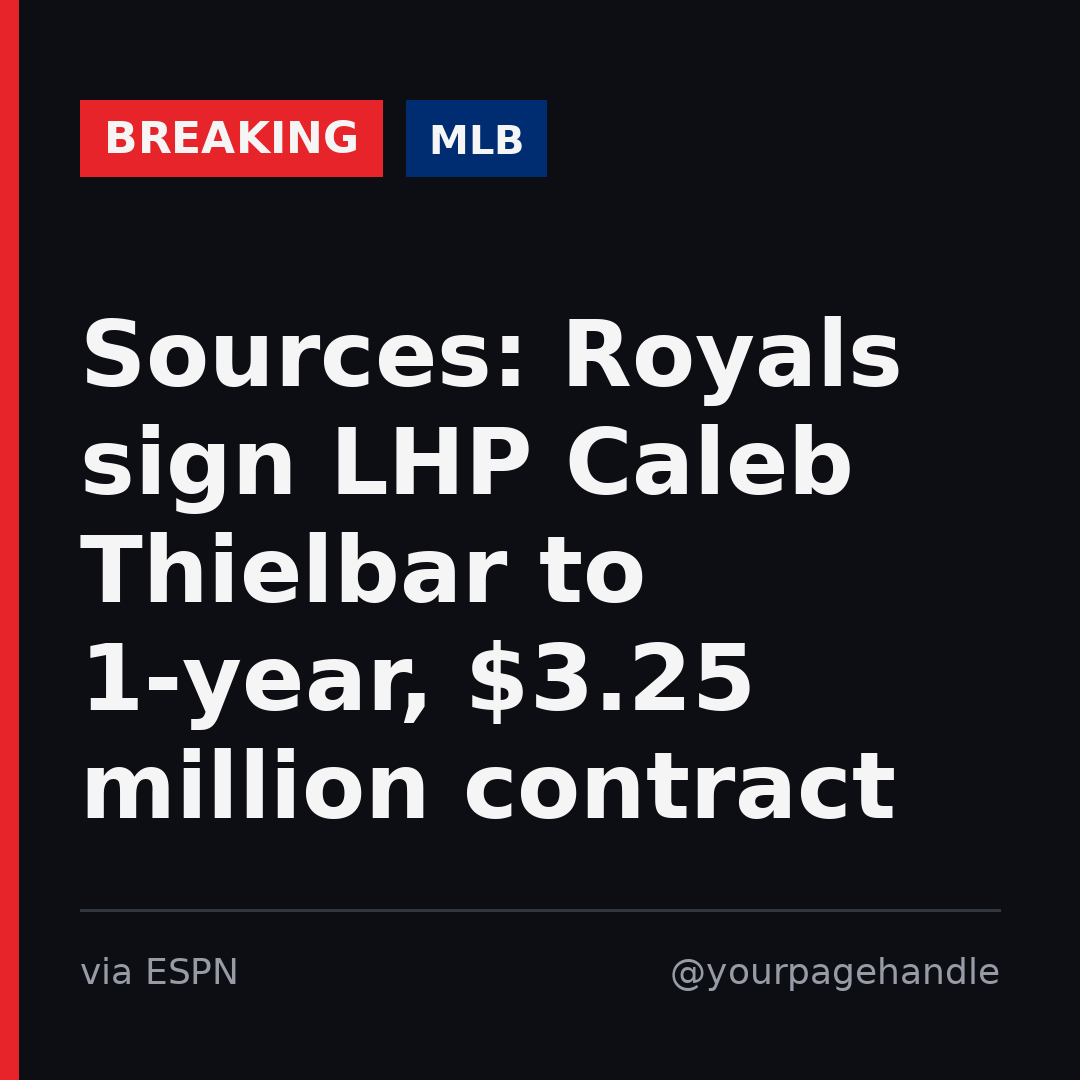 BREAKING MLB
Sources: Royals
sign LHP Caleb
Thielbar to
1-year, $3.25
million contract
via ESPN @yourpagehandle